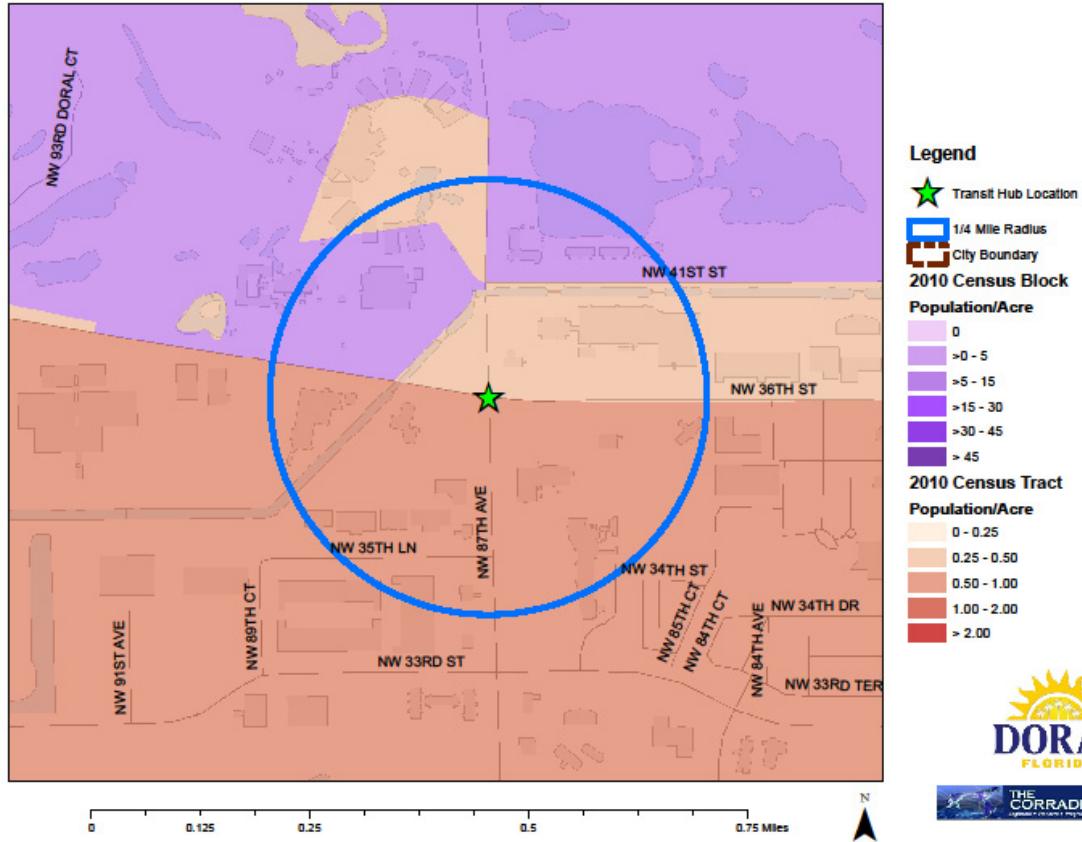 NW 93RD DORAL CT
NW 41ST ST
NW 36TH ST
NW 87TH AVE
NW 35TH LN
NW 34TH ST
NW 89TH CT
NW 85TH CT
NW 84TH CT
NW 84TH AVE
NW 34TH DR
NW 91ST AVE
NW 33RD ST
NW 33RD TER
Legend
Transit Hub Location
1/4 Mile Radius
City Boundary
2010 Census Block
Population/Acre
0
>0 - 5
>5 - 15
>15 - 30
>30 - 45
> 45
2010 Census Tract
Population/Acre
0 - 0.25
0.25 - 0.50
0.50 - 1.00
1.00 - 2.00
> 2.00
DORA
FLORID
THE
CORRADI
0 0.125 0.25 0.5 0.75 Miles
N